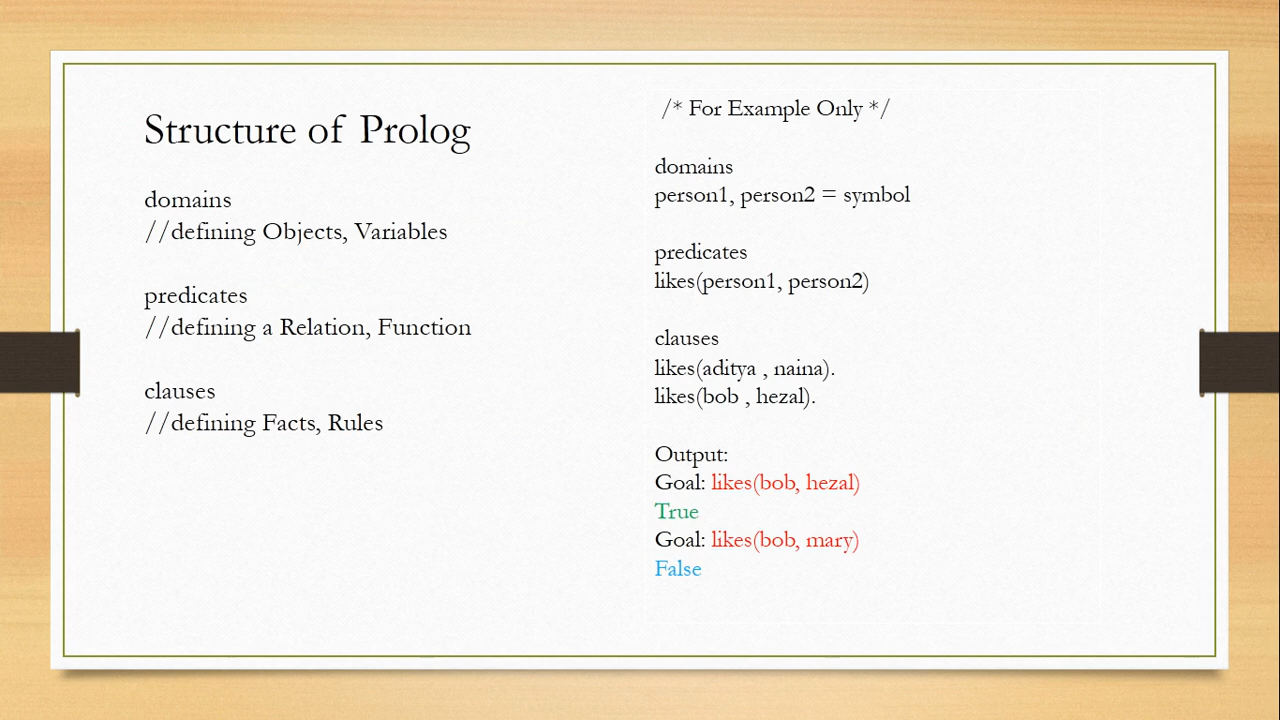 Structure of Prolog
domains
//defining Objects, Variables
predicates
//defining a Relation, Function
clauses
//defining Facts, Rules
/* For Example Only */
domains
person1, person2 = symbol
predicates
likes(person1, person2)
clauses
likes(aditya , naina).
likes(bob , hezal).
Output:
Goal: likes(bob, hezal)
True
Goal: likes(bob, mary)
False